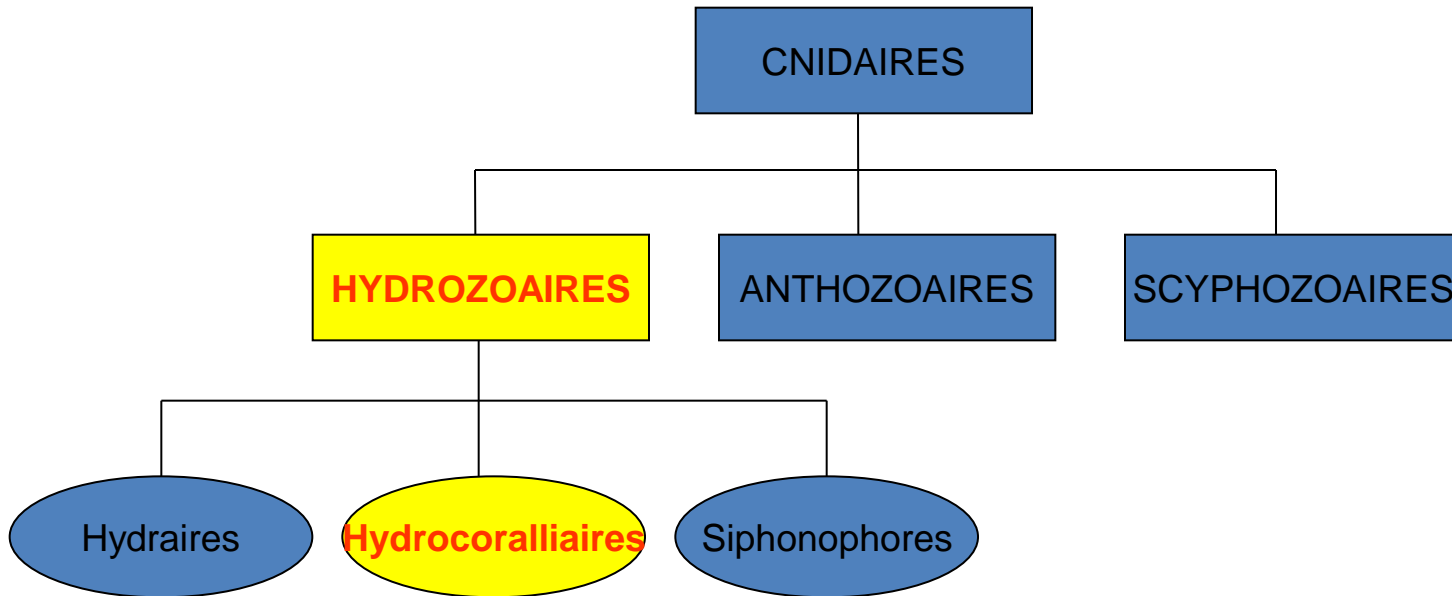 CNIDAIRES
HYDROZOAIRES
ANTHOZOAIRES
SCYPHOZOAIRES
Hydraires
Hydrocoralliaires
Siphonophores